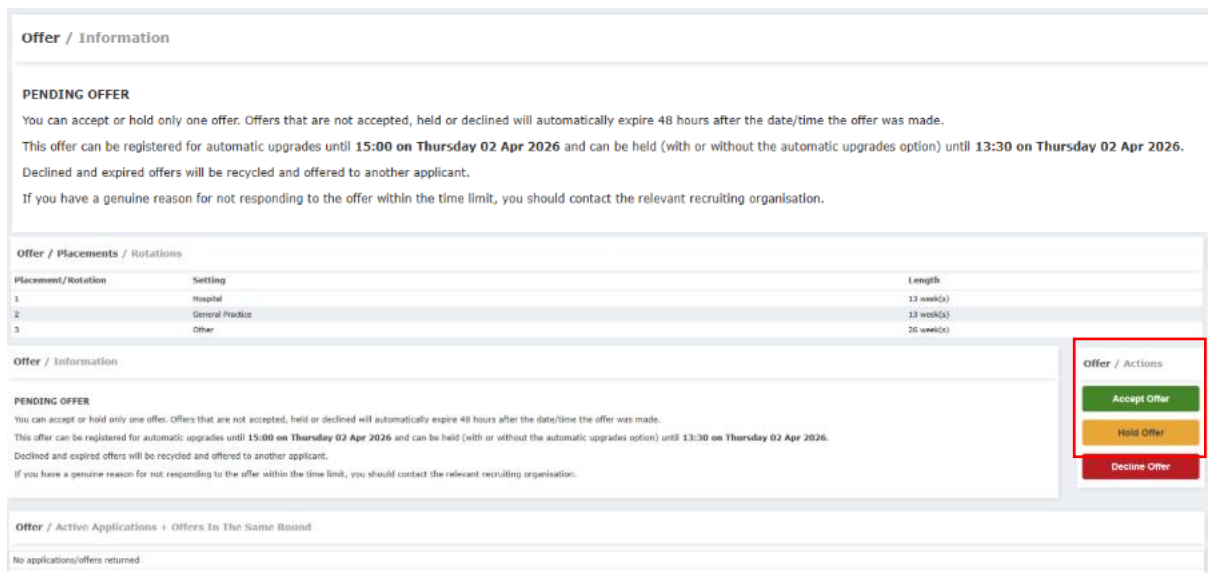 Offer / Information
PENDING OFFER
You can accept or hold only one offer. Offers that are not accepted, held or declined will automatically expire 48 hours after the date/time the offer was made.
This offer can be registered for automatic upgrades until 15:00 on Thursday 02 Apr 2026 and can be held (with or without the automatic upgrades option) until 13:30 on Thursday 02 Apr 2026.
Declined and expired offers will be recycled and offered to another applicant.
If you have a genuine reason for not responding to the offer within the time limit, you should contact the relevant recruiting organisation.
Offer / Placements / Rotations
Placement/Rotation Setting Length
1 Hospital 13 week(s)
2 General Practice 13 week(s)
3 Other 26 week(s)
Offer / Information
PENDING OFFER
You can accept or hold only one offer. Offers that are not accepted, held or declined will automatically expire 48 hours after the date/time the offer was made.
This offer can be registered for automatic upgrades until 15:00 on Thursday 02 Apr 2026 and can be held (with or without the automatic upgrades option) until 13:30 on Thursday 02 Apr 2026.
Declined and expired offers will be recycled and offered to another applicant.
If you have a genuine reason for not responding to the offer within the time limit, you should contact the relevant recruiting organisation.
Offer / Actions
Accept Offer
Hold Offer
Decline Offer
Offer / Active Applications + Offers In The Same Round
No applications/offers returned